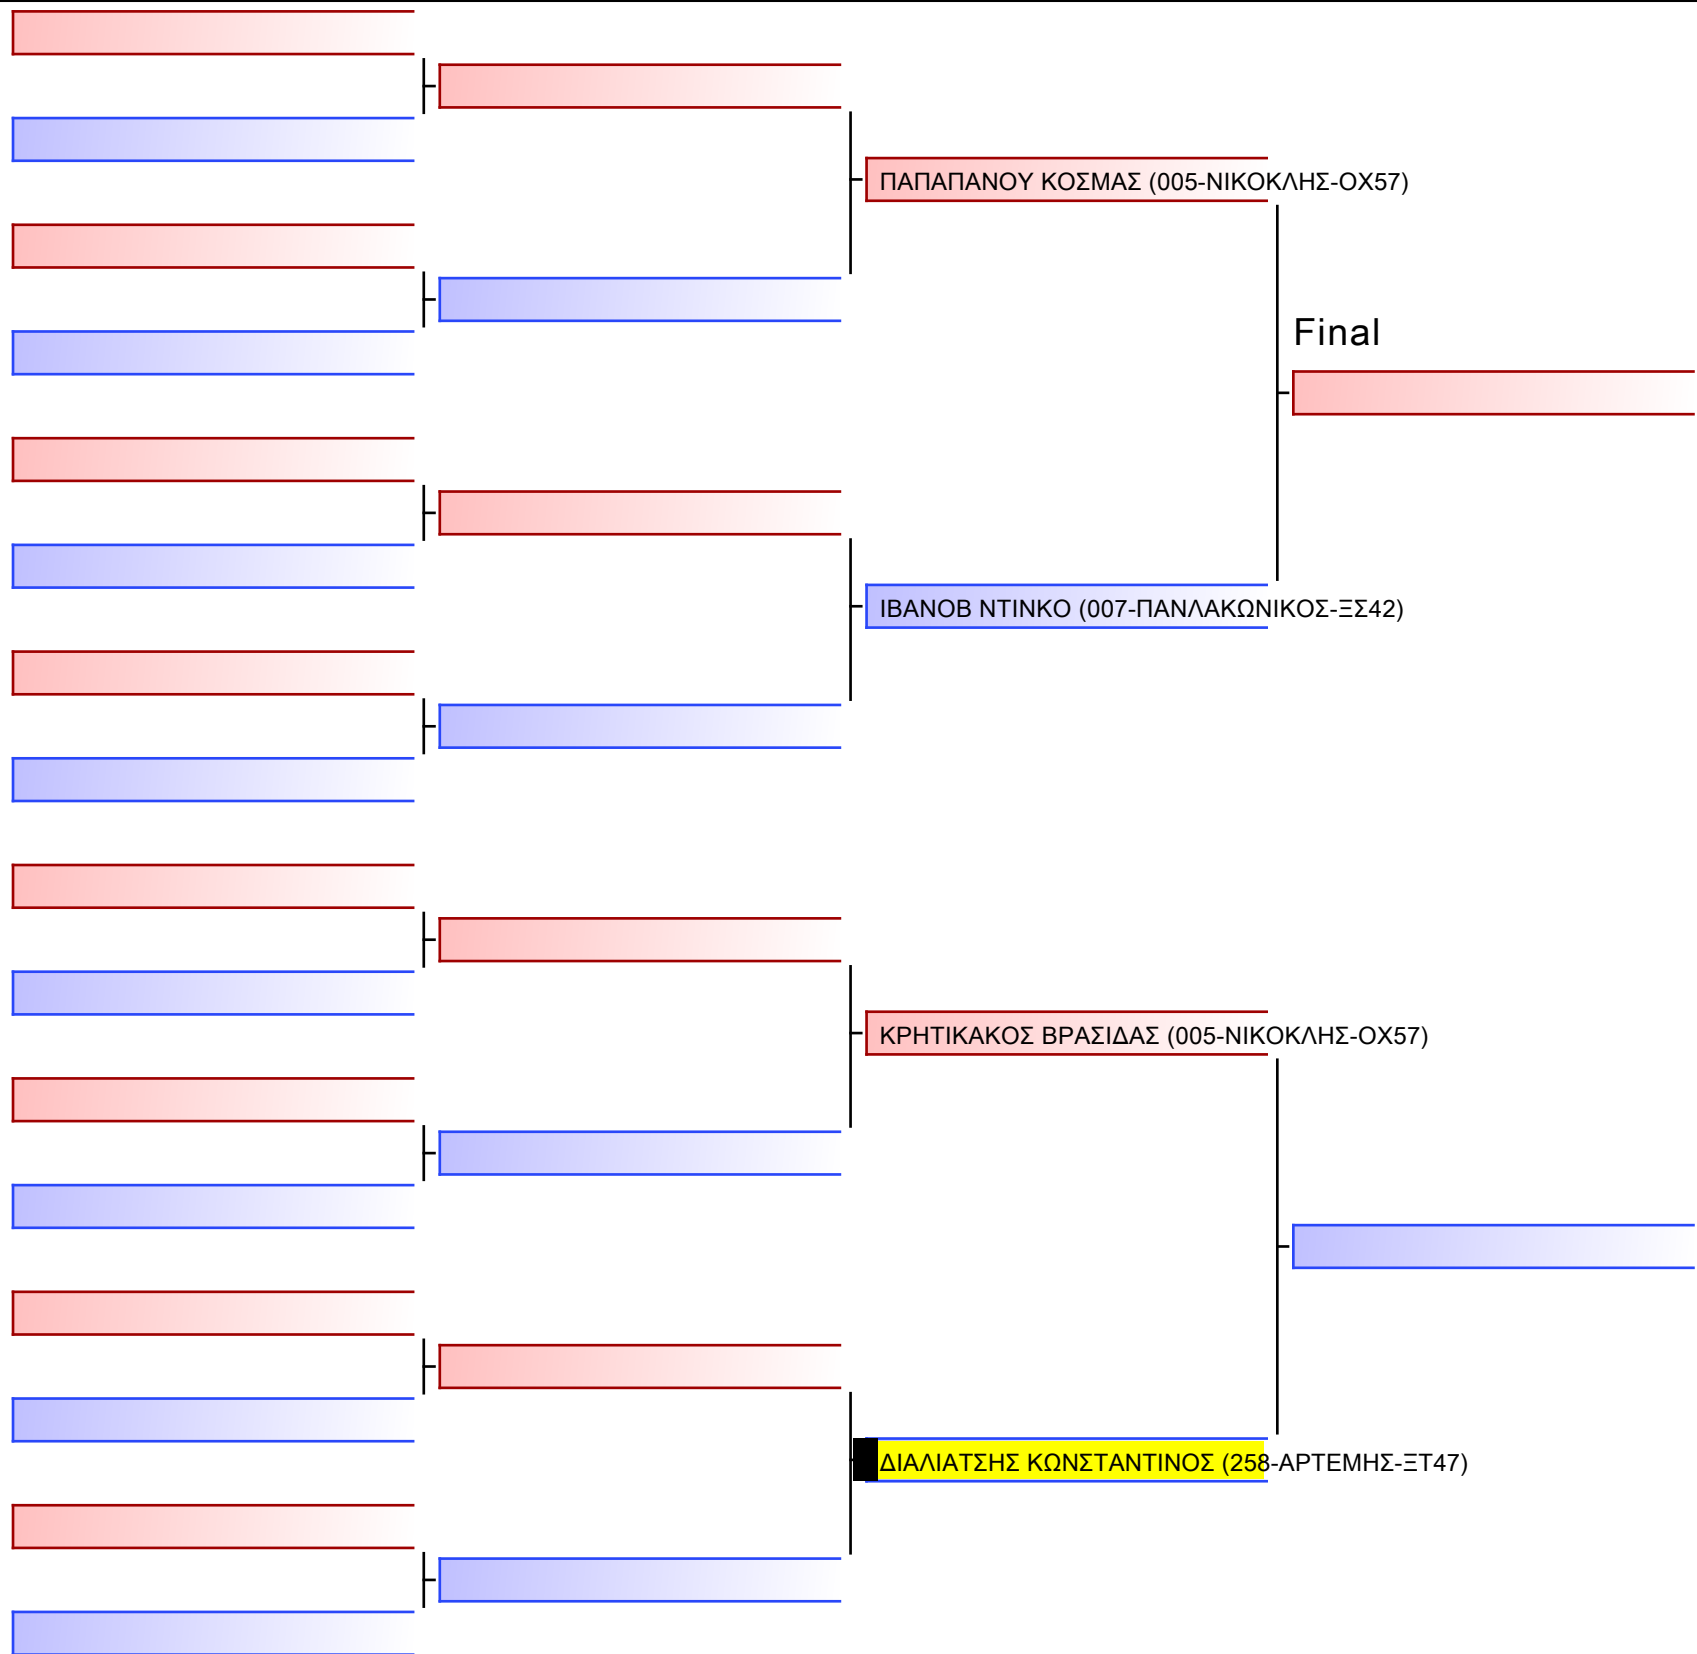 ΠΑΠΑΠΑΝΟΥ ΚΟΣΜΑΣ (005-ΝΙΚΟΚΛΗΣ-ΟΧ57)
Final
ΙΒΑΝΟΒ ΝΤΙΝΚΟ (007-ΠΑΝΛΑΚΩΝΙΚΟΣ-ΞΣ42)
ΚΡΗΤΙΚΑΚΟΣ ΒΡΑΣΙΔΑΣ (005-ΝΙΚΟΚΛΗΣ-ΟΧ57)
ΔΙΑΛΙΑΤΣΗΣ ΚΩΝΣΤΑΝΤΙΝΟΣ (258-ΑΡΤΕΜΗΣ-ΞΤ47)